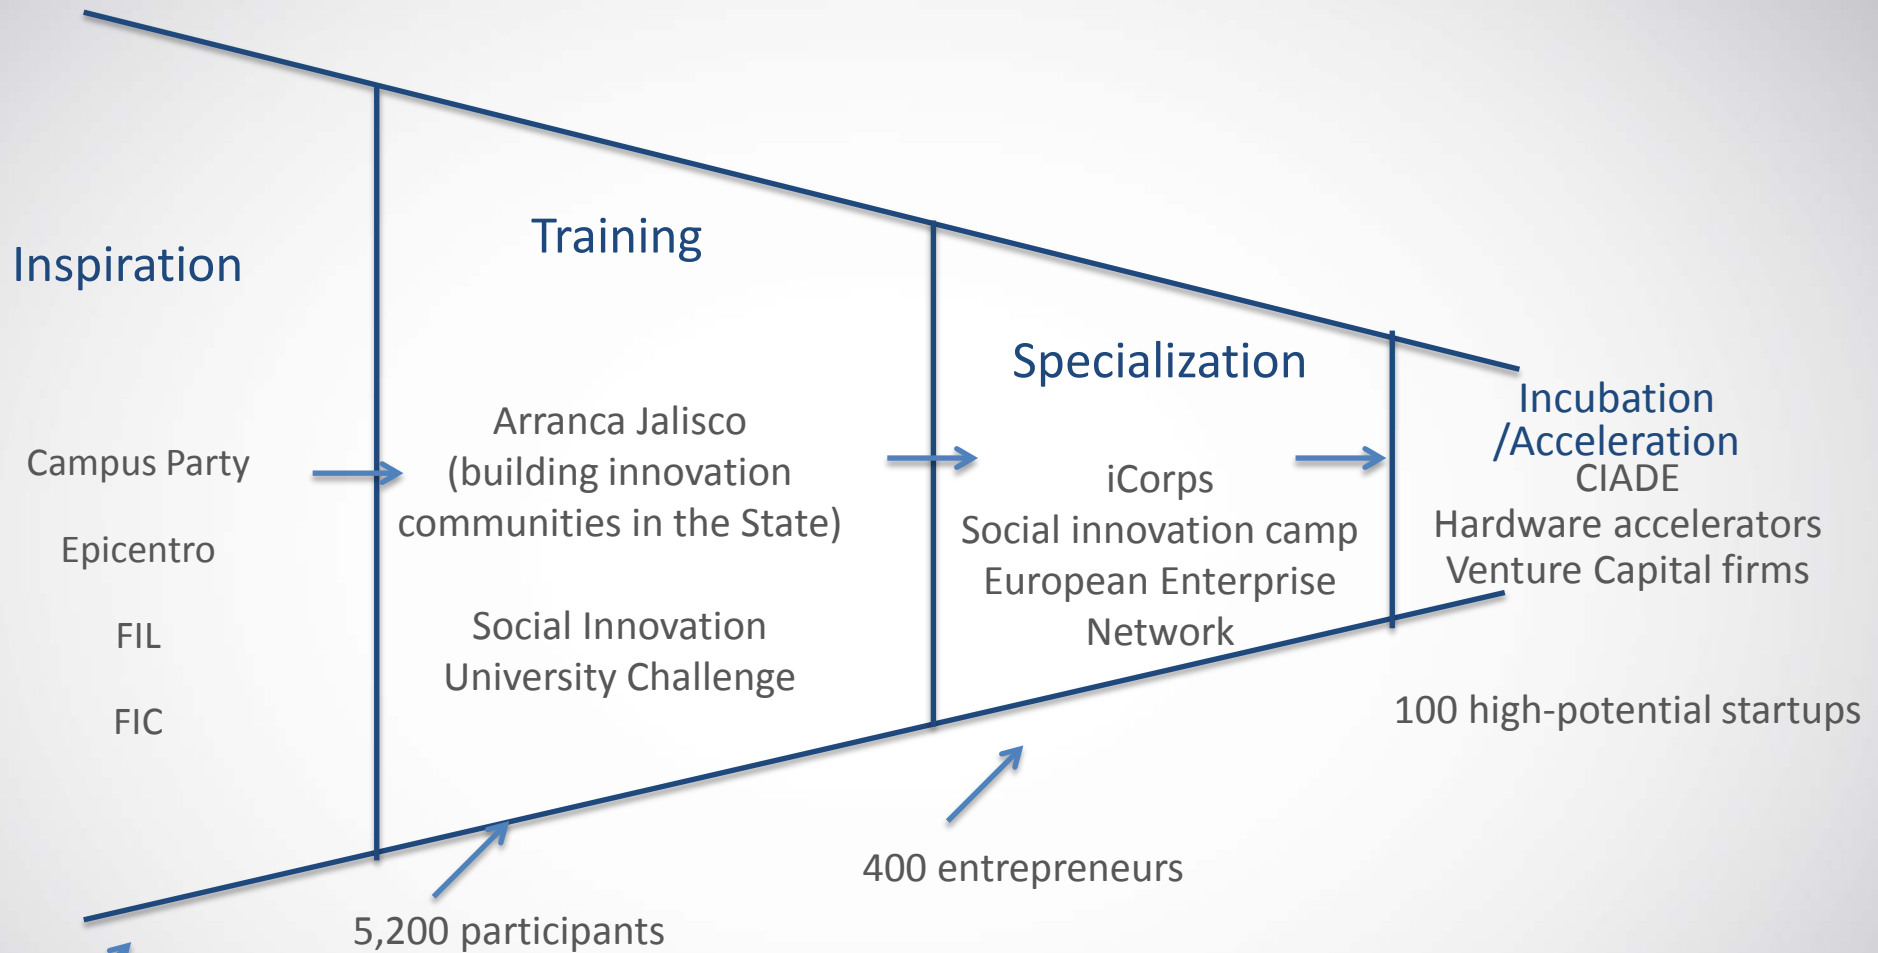 Inspiration
Campus Party
Epicentro
FIL
FIC
Training
Arranca Jalisco
(building innovation
communities in the State)
Social Innovation
University Challenge
5,200 participants
Specialization
iCorps
Social innovation camp
European Enterprise
Network
400 entrepreneurs
Incubation
/Acceleration
CIADE
Hardware accelerators
Venture Capital firms
100 high-potential startups